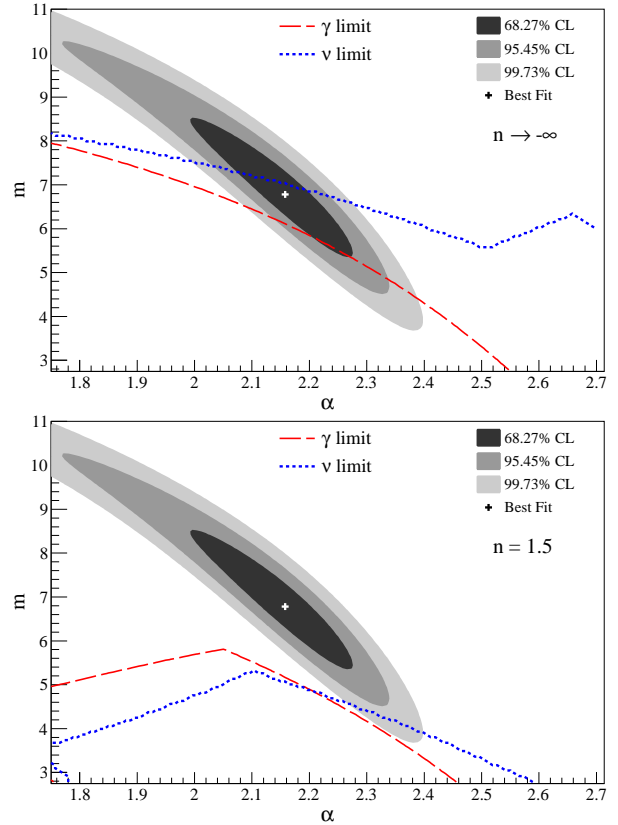 11
10
9
8
7
6
5
4
3
m
γ limit
ν limit
68.27% CL
95.45% CL
99.73% CL
Best Fit
n → -∞
1.8 1.9 2 2.1 2.2 2.3 2.4 2.5 2.6 2.7
α
11
10
9
8
7
6
5
4
3
m
γ limit
ν limit
68.27% CL
95.45% CL
99.73% CL
Best Fit
n = 1.5
1.8 1.9 2 2.1 2.2 2.3 2.4 2.5 2.6 2.7
α